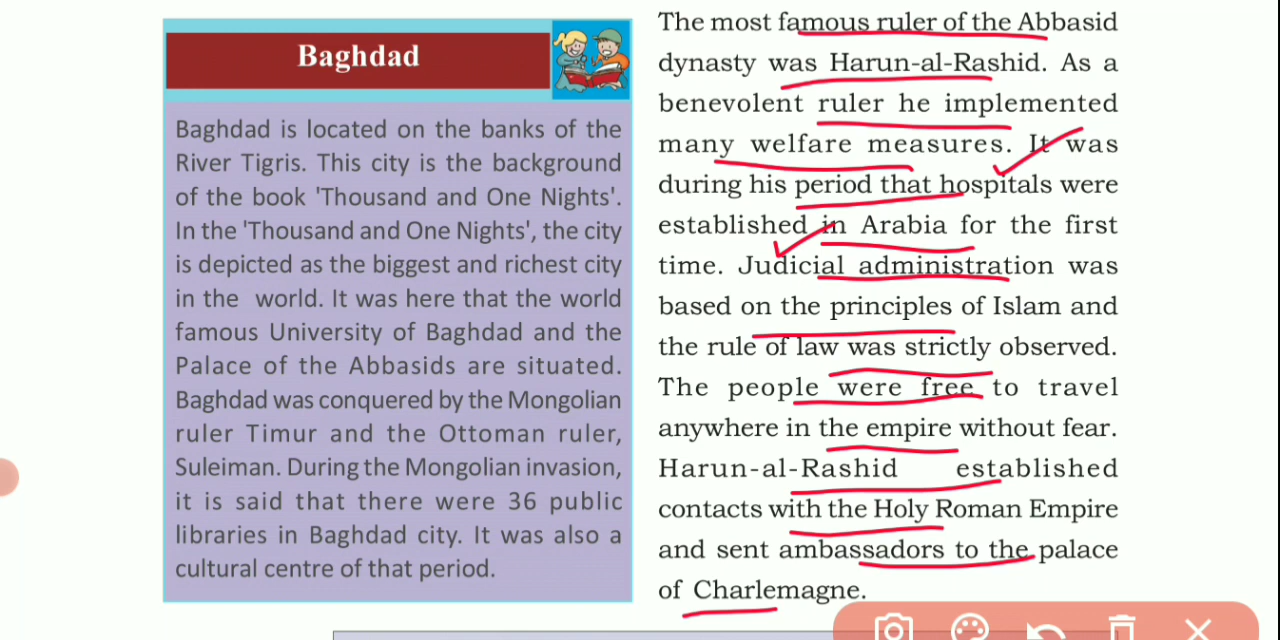 Baghdad
Baghdad is located on the banks of the
River Tigris. This city is the background
of the book 'Thousand and One Nights'.
In the 'Thousand and One Nights', the city
is depicted as the biggest and richest city
in the world. It was here that the world
famous University of Baghdad and the
Palace of the Abbasids are situated.
Baghdad was conquered by the Mongolian
ruler Timur and the Ottoman ruler,
Suleiman. During the Mongolian invasion,
it is said that there were 36 public
libraries in Baghdad city. It was also a
cultural centre of that period.
The most famous ruler of the Abbasid
dynasty was Harun-al-Rashid. As a
benevolent ruler he implemented
many welfare measures. It was
during his period that hospitals were
established in Arabia for the first
time. Judicial administration was
based on the principles of Islam and
the rule of law was strictly observed.
The people were free to travel
anywhere in the empire without fear.
Harun-al-Rashid established
contacts with the Holy Roman Empire
and sent ambassadors to the palace
of Charlemagne.